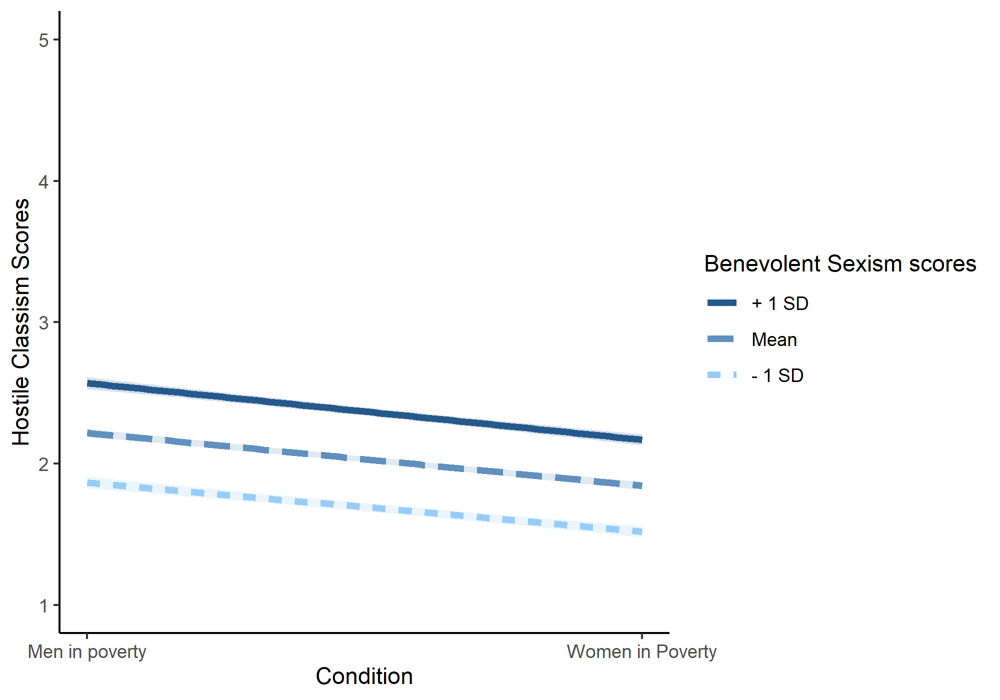 Hostile Classism Scores
5
4
3
2
1
Men in poverty
Women in Poverty
Condition
Benevolent Sexism scores
+ 1 SD
Mean
- 1 SD